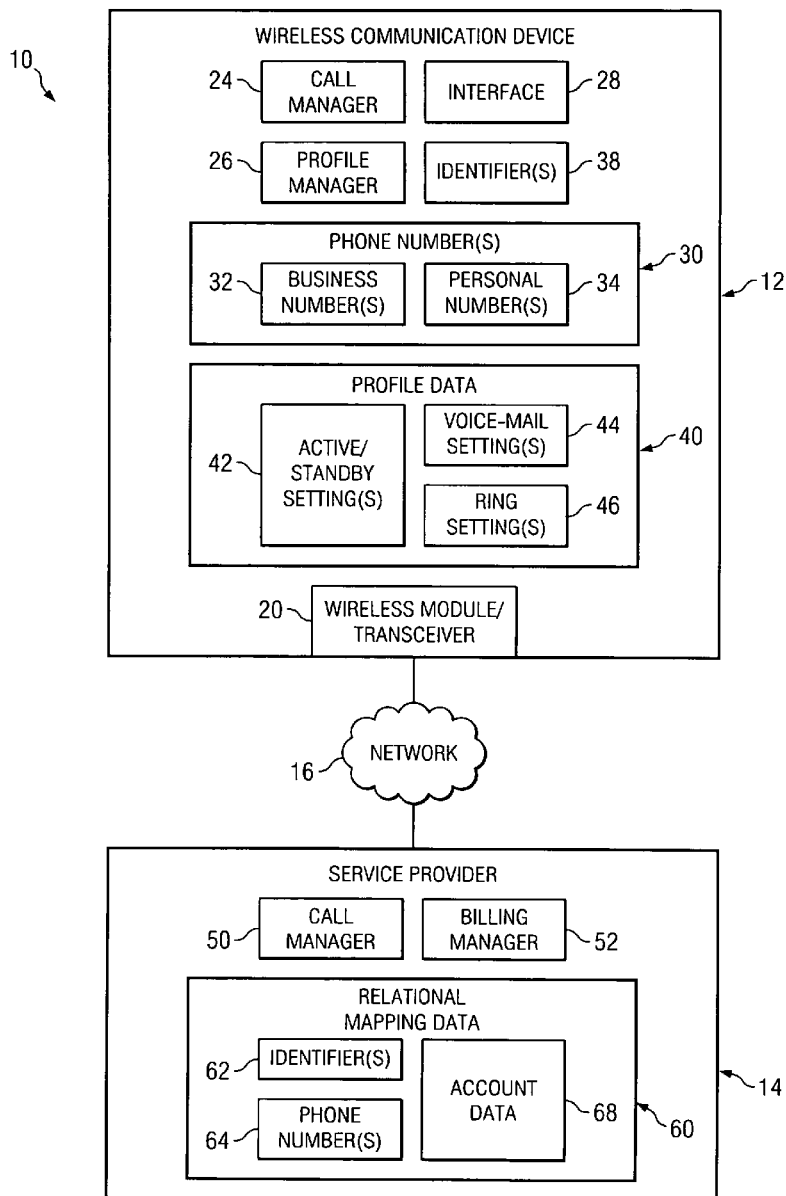 WIRELESS COMMUNICATION DEVICE
10
24
CALL
MANAGER
INTERFACE
28
26
PROFILE
MANAGER
IDENTIFIER(S)
38
PHONE NUMBER(S)
30
32
BUSINESS
NUMBER(S)
PERSONAL
NUMBER(S)
34
12
PROFILE DATA
42
ACTIVE/
STANDBY
SETTING(S)
VOICE-MAIL
SETTING(S)
44
40
RING
SETTING(S)
46
20
WIRELESS MODULE/
TRANSCEIVER
NETWORK
16
SERVICE PROVIDER
50
CALL
MANAGER
BILLING
MANAGER
52
RELATIONAL
MAPPING DATA
62
IDENTIFIER(S)
64
PHONE
NUMBER(S)
ACCOUNT
DATA
68
60
14